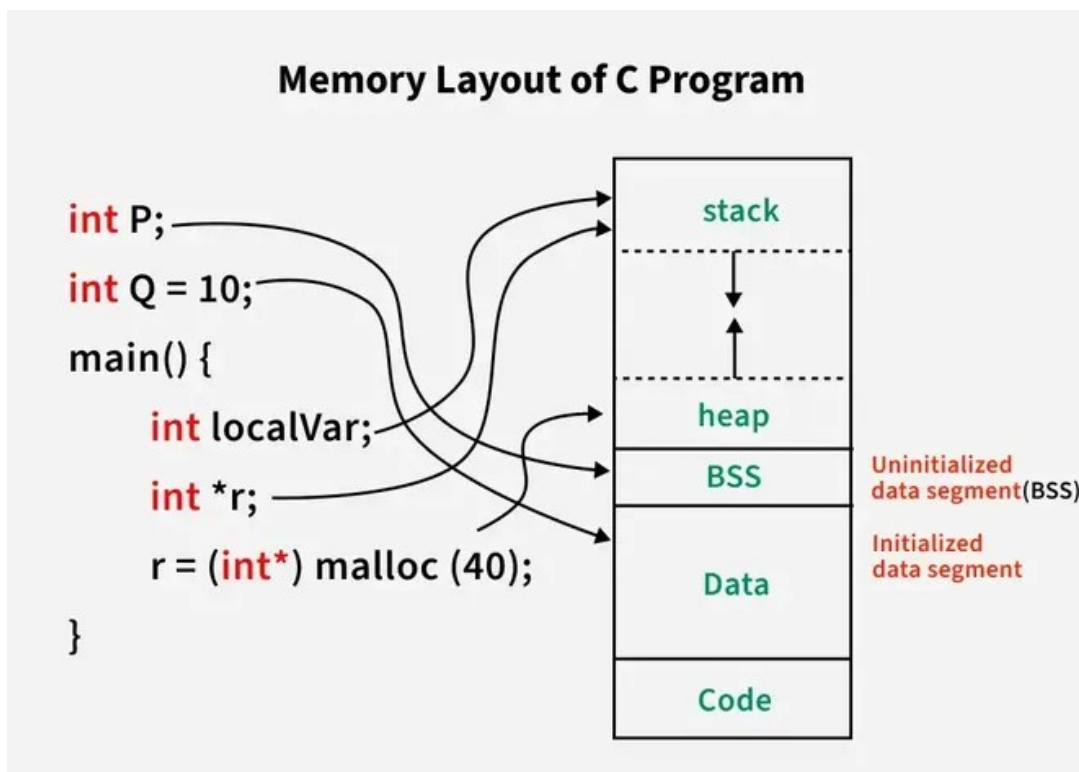 Memory Layout of C Program
int P;
int Q = 10;
main() {
int localVar;
int *r;
r = (int*) malloc (40);
}
stack
heap
BSS
Data
Code
Uninitialized
data segment(BSS)
Initialized
data segment